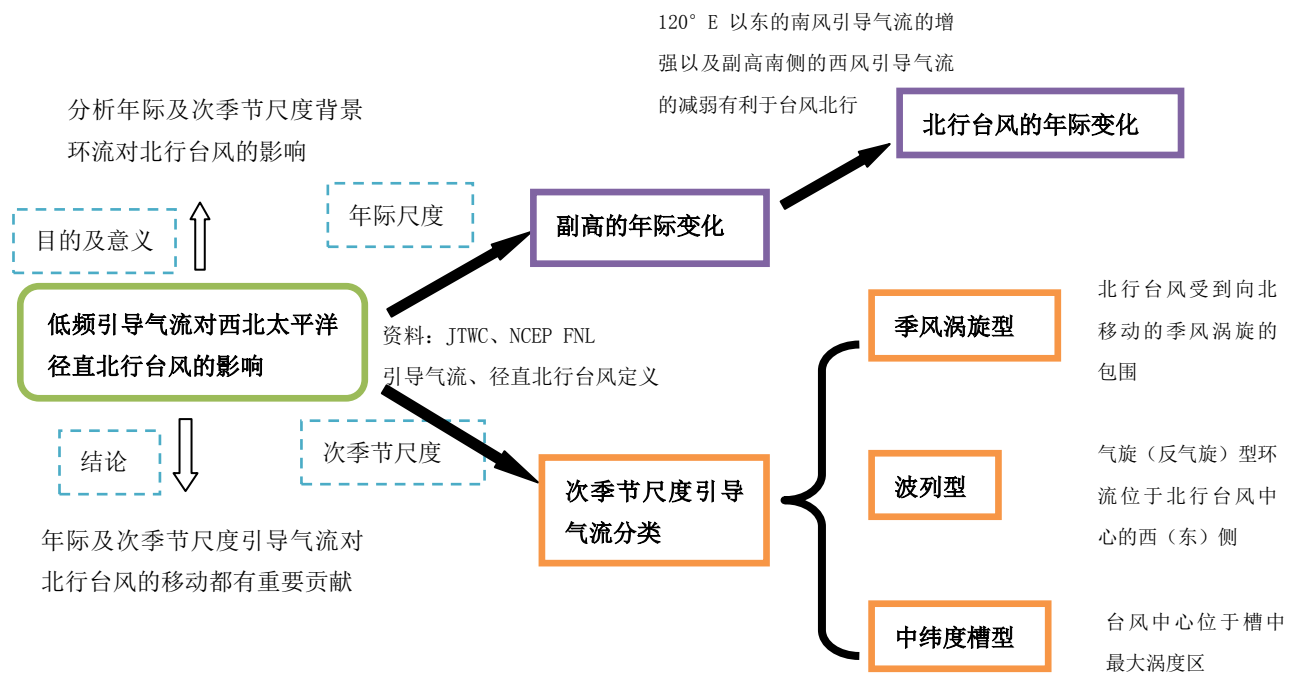 120° E 以东的南风引导气流的增
强以及副高南侧的西风引导气流
的减弱有利于台风北行
北行台风的年际变化
分析年际及次季节尺度背景
环流对北行台风的影响
目的及意义
年际尺度
副高的年际变化
低频引导气流对西北太平洋
径直北行台风的影响
资料：JTWC、NCEP FNL
引导气流、径直北行台风定义
结论
次季节尺度
年际及次季节尺度引导气流对
北行台风的移动都有重要贡献
次季节尺度引导
气流分类
季风涡旋型
北行台风受到向北
移动的季风涡旋的
包围
波列型
气旋（反气旋）型环
流位于北行台风中
心的西（东）侧
中纬度槽型
台风中心位于槽中
最大涡度区